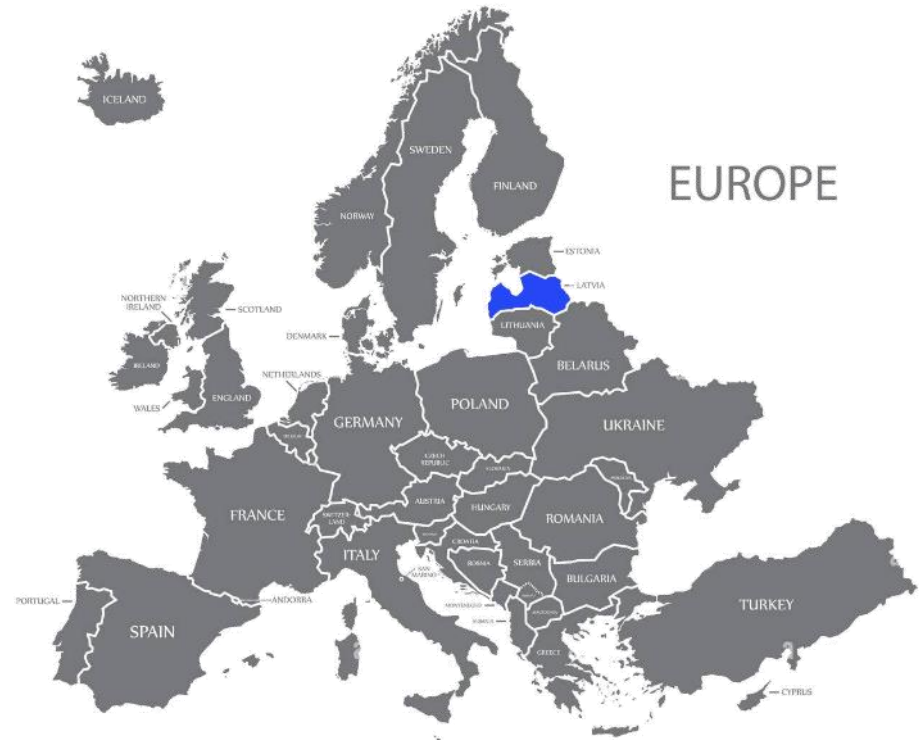 ICELAND
SWEDEN
FINLAND
EUROPE
NORWAY
ESTONIA
LATVIA
NORTHERN
IRELAND
SCOTLAND
LITHUANIA
DENMARK
BELARUS
IRELAND
NETHERLANDS
ENGLAND
WALES
GERMANY
POLAND
UKRAINE
CZECH
REPUBLIC
AUSTRIA
HUNGARY
FRANCE
SWITZER-
LAND
ROMANIA
ITALY
CROATIA
BOSNIA
SERBIA
SAN
MARINO
BULGARIA
PORTUGAL
ANDORRA
MONTENEGRO
TURKEY
SPAIN
GREECE
CYPRUS